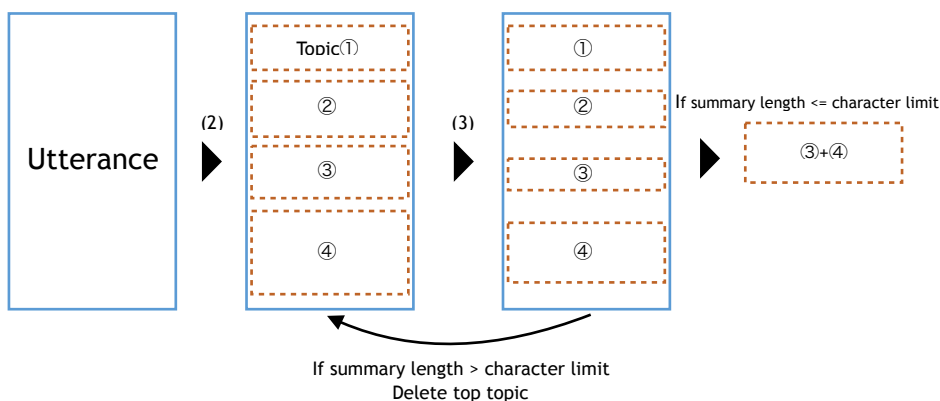 Utterance
(2)
Topic①
②
③
④
(3)
①
②
③
④
If summary length <= character limit
③+④
If summary length > character limit
Delete top topic